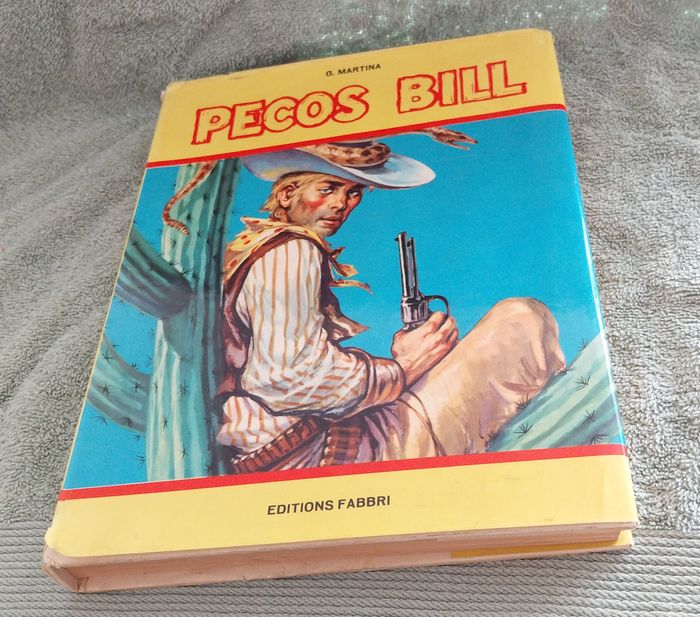 G. MARTINA
PECOS BILL
EDITIONS FABBRI